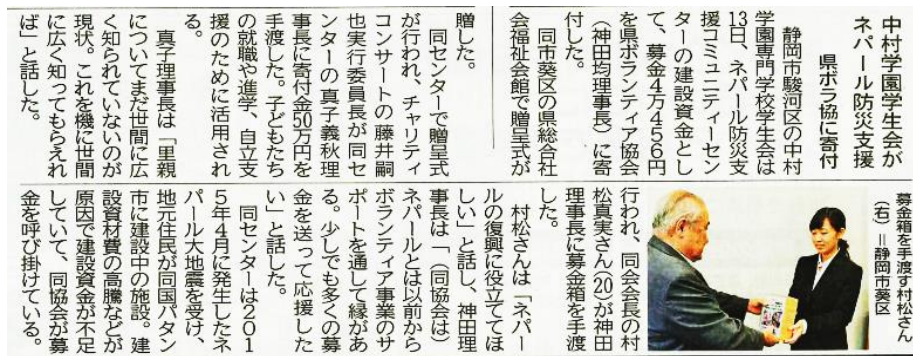 中村学園学生会が
ネパール防災支援
県ボラ協に寄付
静岡市駿河区の中村
学園専門学校学生会は
13日、ネパール防災支
援コミュニティーセン
ターの建設資金とし
て、募金4万456円
を県ボランティア協会
(神田均理事長)に寄
付した。
同市葵区の県総合社
会福祉会館で贈呈式が
募金箱を手渡す村松さん
(右)=静岡市葵区
行われ、同会会長の村
松真実さん(20)が神田
理事長に募金箱を手渡
した。
村松さんは「ネパー
ルの復興に役立ててほ
しい」と話し、神田理
事長は「(同協会は)
ネパールとは以前から
ボランティア事業のサ
ポートを通して縁があ
る。少しでも多くの募
金を送って応援した
い」と話した。
同センターは201
5年4月に発生したネ
パール大地震を受け、
地元住民が同国パタン
市に建設中の施設。建
設資材費の高騰などが
原因で建設資金が不足
していて、同協会が募
金を呼び掛けている。
贈した。
同センターで贈呈式
が行われ、チャリティ
コンサートの藤井嗣
也実行委員長が同セ
ンターの真子義秋理
事長に寄付金50万円を
手渡した。子どもたち
の就職や進学、自立支
援のために活用され
る。
真子理事長は「里親
についてまだ世間に広
く知られていないのが
現状。これを機に世間
に広く知ってもらえれ
ば」と話した。